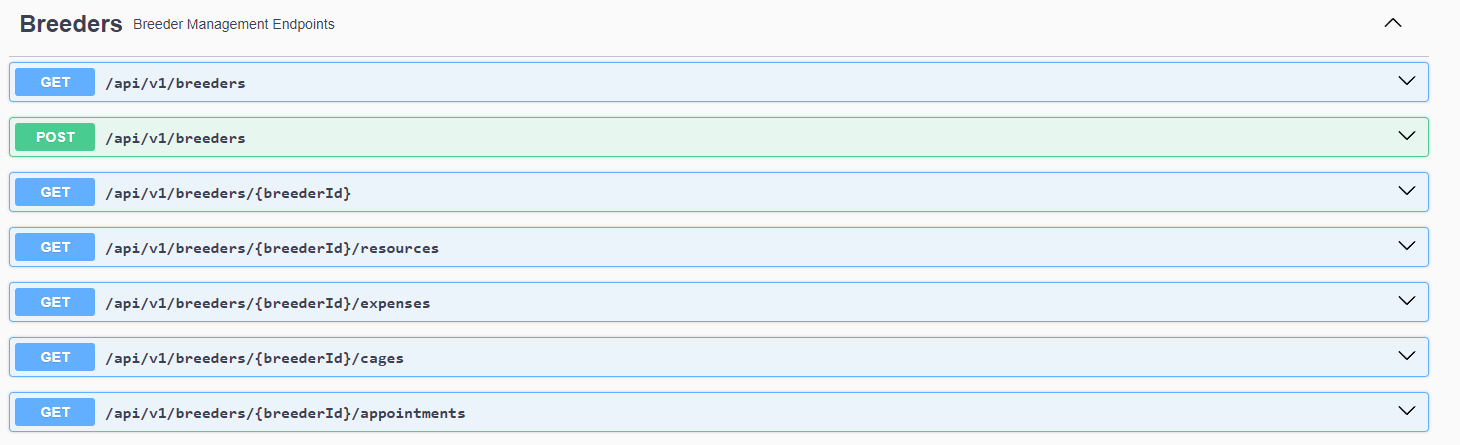 Breeders Breeder Management Endpoints
GET /api/v1/breeders
POST /api/v1/breeders
GET /api/v1/breeders/{breederId}
GET /api/v1/breeders/{breederId}/resources
GET /api/v1/breeders/{breederId}/expenses
GET /api/v1/breeders/{breederId}/cages
GET /api/v1/breeders/{breederId}/appointments